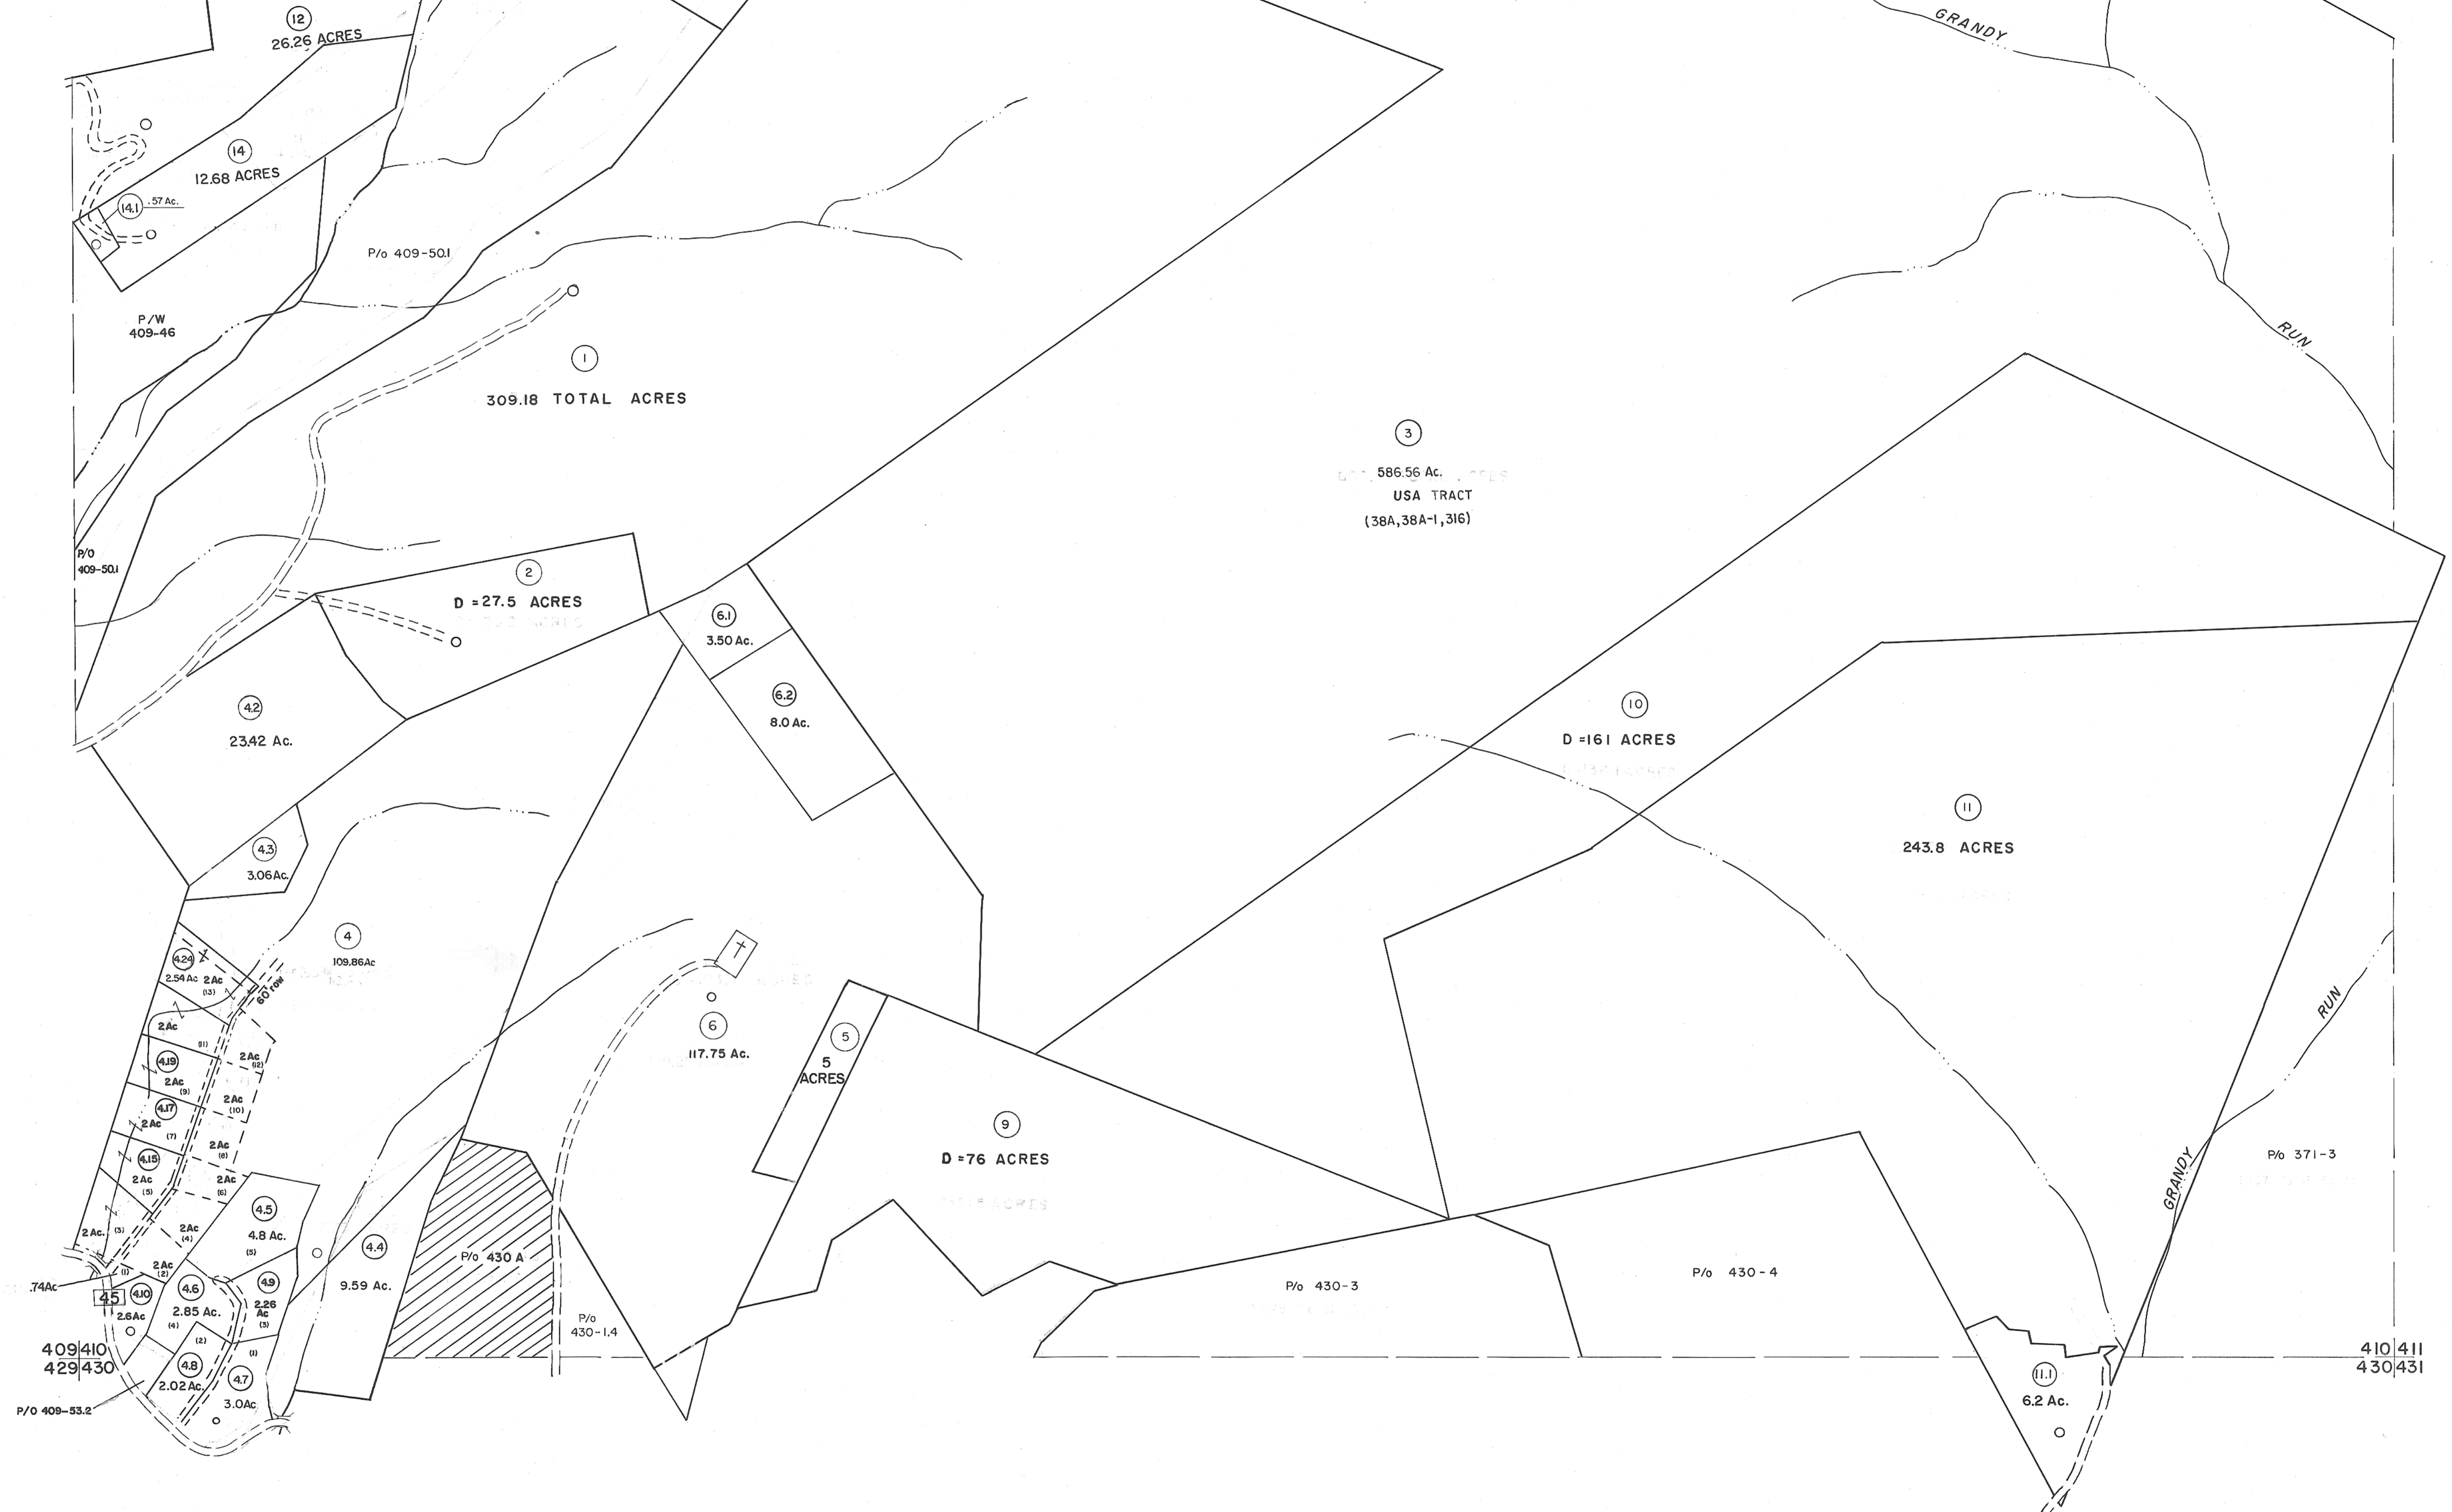 12
26.26 ACRES
GRANDY
14
12.68 ACRES
14.1
.57 Ac.
P/o 409-50.1
P/W
409-46
RUN
1
309.18 TOTAL ACRES
3
586.56 Ac.
USA TRACT
(38A,38A-1,316)
P/O
409-50.1
2
D = 27.5 ACRES
6.1
3.50 Ac.
6.2
8.0 Ac.
4.2
23.42 Ac.
10
D =161 ACRES
11
243.8 ACRES
4.3
3.06 Ac.
4
109.86 Ac
4.24
2.54 Ac
2 Ac
(13)
60' row
2 Ac
(11)
2 Ac
(12)
4.19
2 Ac
(9)
2 Ac
(10)
4.17
2 Ac
(7)
2 Ac
(8)
4.15
2 Ac
(5)
2 Ac
(6)
2 Ac.
(3)
2 Ac
(4)
(1)
2 Ac
(2)
6
117.75 Ac.
5
5
ACRES
9
D = 76 ACRES
RUN
GRANDY
P/o 371-3
4.5
4.8 Ac.
(5)
4.4
9.59 Ac.
P/o 430 A
P/o
430-1.4
P/o 430-3
P/o 430-4
.74Ac
45
4.10
2.6Ac
4.6
2.85 Ac.
(4)
4.9
2.26
Ac
(3)
(2)
(1)
4.8
2.02 Ac.
4.7
3.0Ac
409 410
429 430
P/O 409-53.2
410 411
430 431
11.1
6.2 Ac.